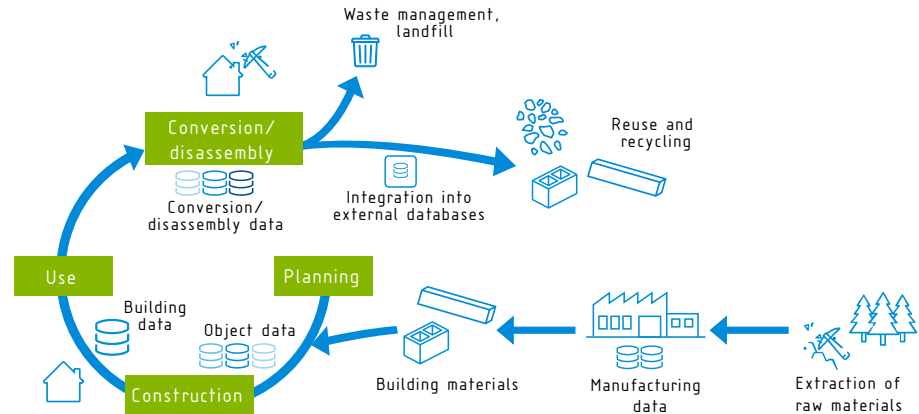 Waste management,
landfill
Conversion/
disassembly
Reuse and
recycling
Integration into
external databases
Conversion/
disassembly data
Use
Planning
Building
data
Object data
Construction
Building materials
Manufacturing
data
Extraction of
raw materials